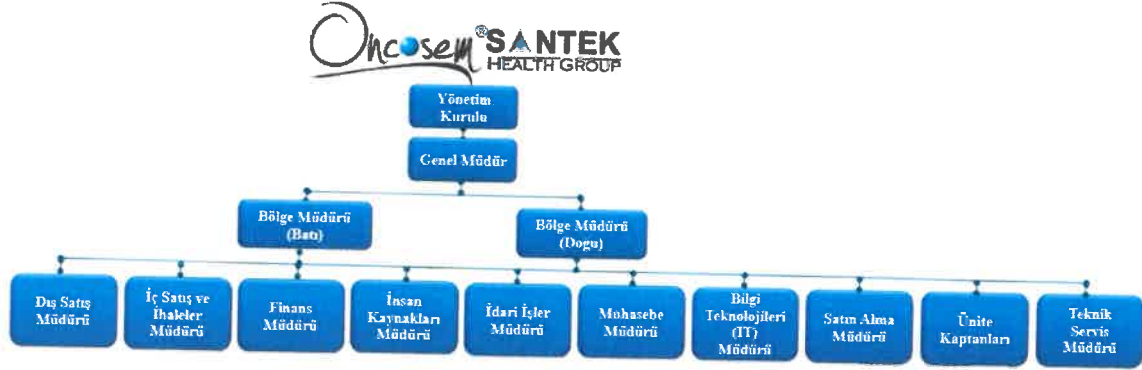 Oncosem® SANTEK
HEALTH GROUP
Yönetim
Kurulu
Genel Müdür
Bölge Müdürü
(Batı)
Bölge Müdürü
(Dogu)
Dış Satış
Müdürü
İç Satış ve
İhaleler
Müdürü
Finans
Müdürü
İnsan
Kaynakları
Müdürü
İdari İşler
Müdürü
Muhasebe
Müdürü
Bilgi
Teknolojileri
(IT)
Müdürü
Satın Alma
Müdürü
Ünite
Kaptanları
Teknik
Servis
Müdürü